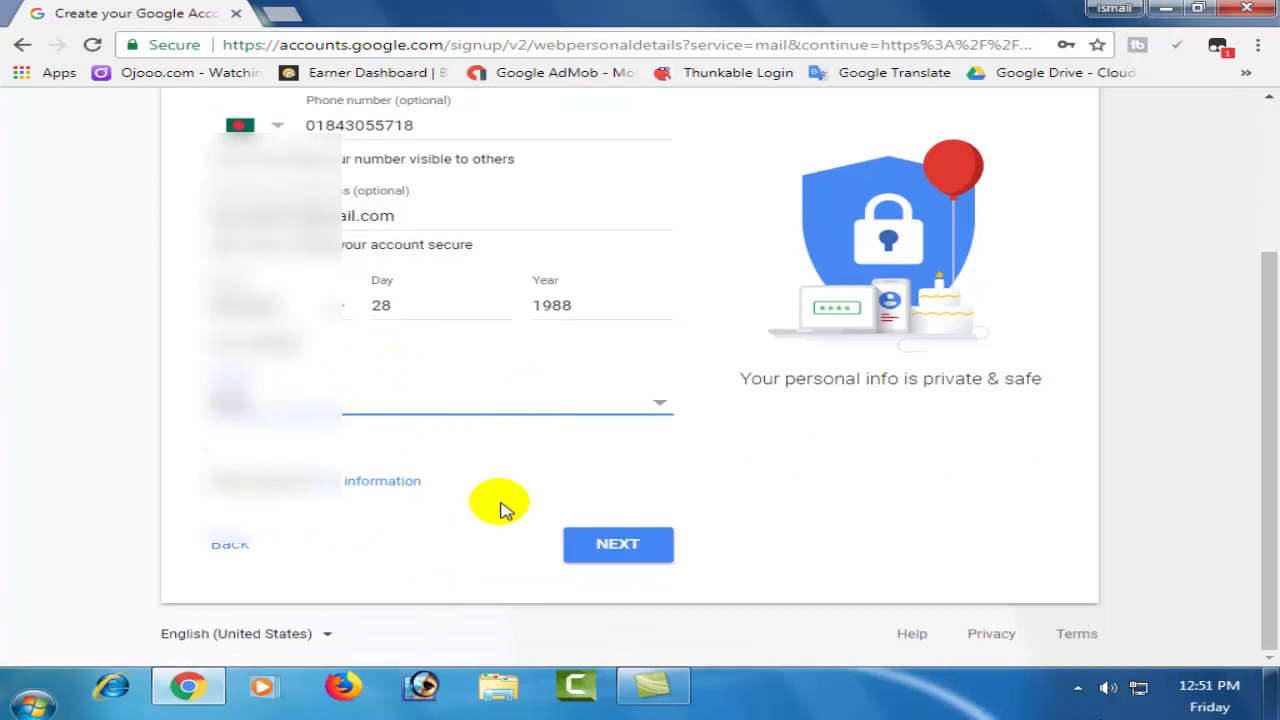 Create your Google Acco
ismail
Secure https://accounts.google.com/signup/v2/webpersonaldetails?service=mail&continue=https%3A%2F%2F...
1
Apps Ojooo.com - Watchin Earner Dashboard | B Google AdMob - Mo Thunkable Login Google Translate Google Drive - Cloud »
Phone number (optional)
01843055718
ur number visible to others
s (optional)
ail.com
your account secure
Day Year
28 1988
****
Your personal info is private & safe
information
Back NEXT
English (United States) Help Privacy Terms
12:51 PM
Friday